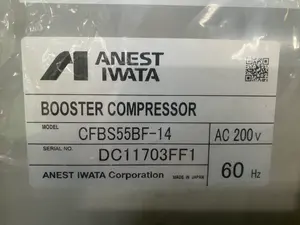 ANEST
IWATA
BOOSTER COMPRESSOR
MODEL CFBS55BF-14 AC 200 V
SERIAL NO. DC11703FF1 60 Hz
ANEST IWATA Corporation MADE IN JAPAN